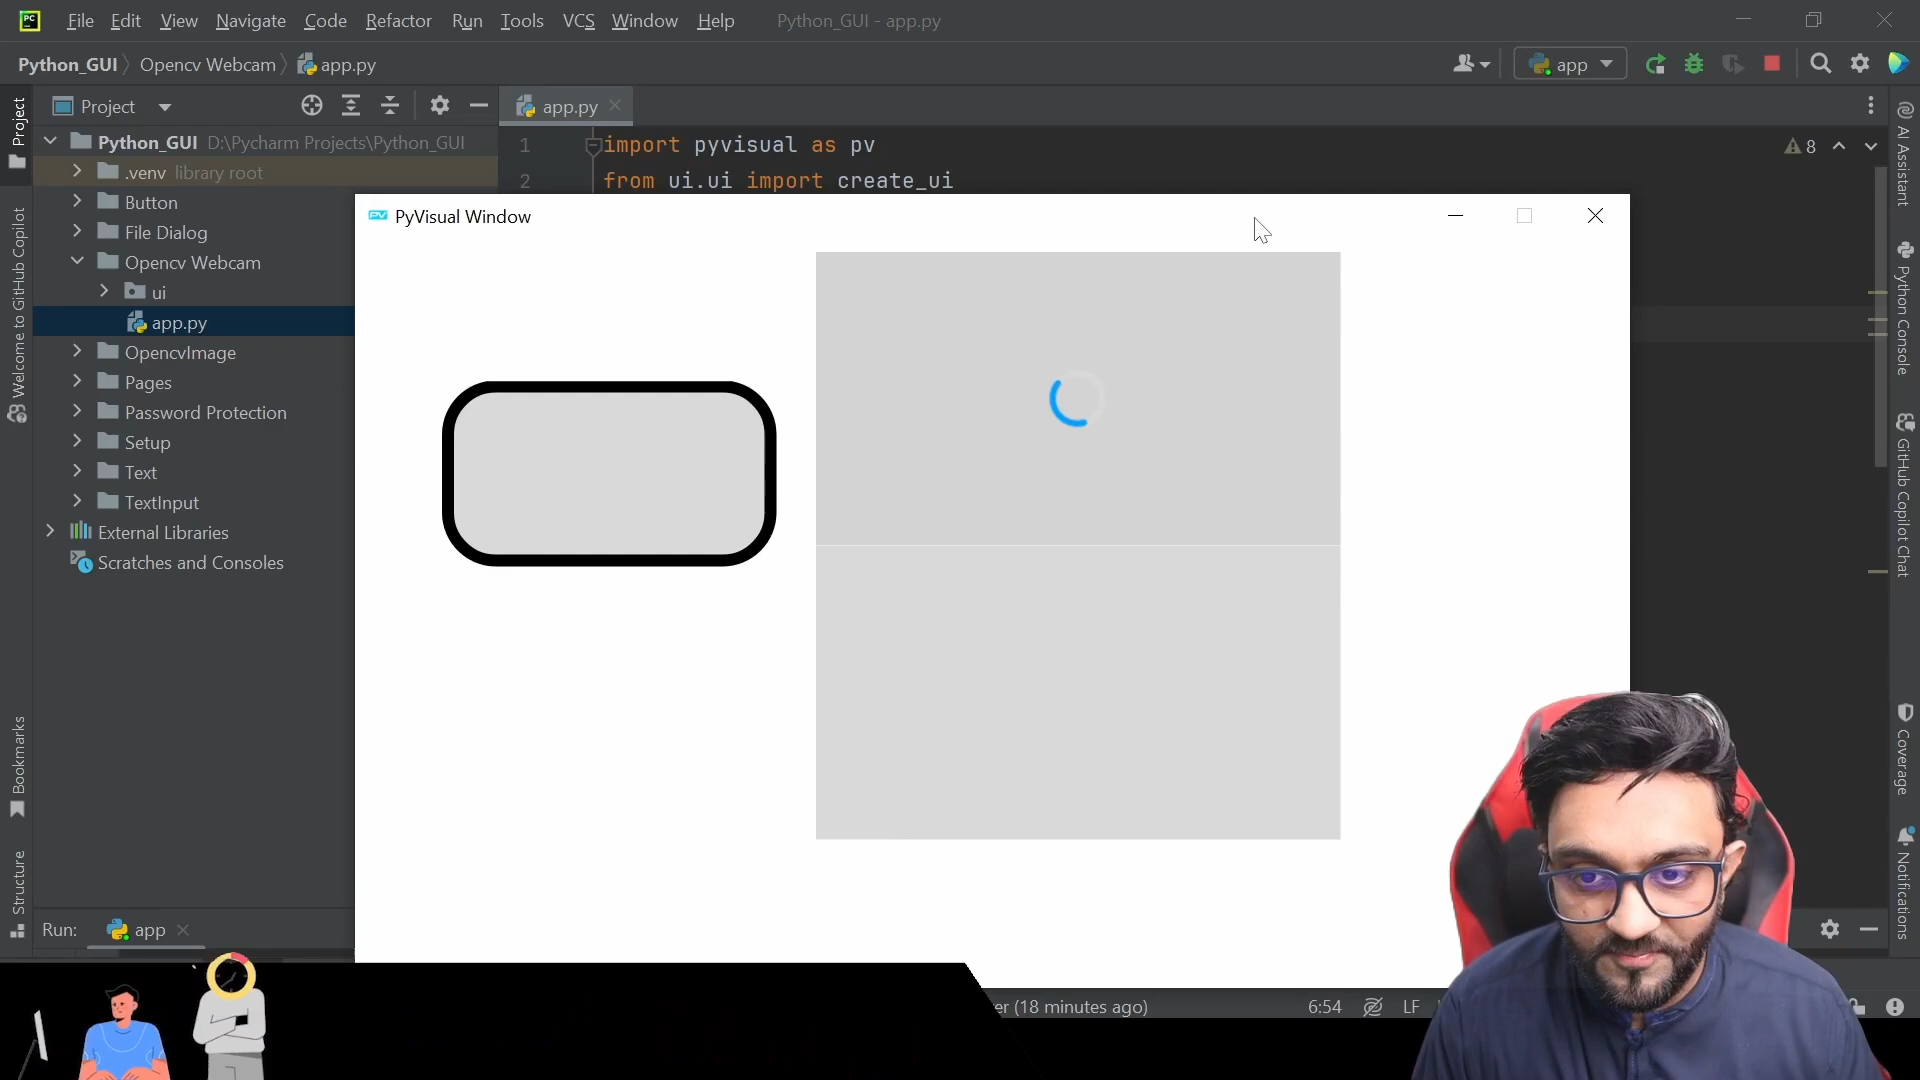 PC File Edit View Navigate Code Refactor Run Tools VCS Window Help Python_GUI - app.py
Python_GUI Opencv Webcam app.py app
Project app.py
Python_GUI D:\Pycharm Projects\Python_GUI
.venv library root
Button
File Dialog
Opencv Webcam
ui
app.py
OpencvImage
Pages
Password Protection
Setup
Text
TextInput
External Libraries
Scratches and Consoles
1 import pyvisual as pv
2 from ui.ui import create_ui
8
PV PyVisual Window
Project
Welcome to GitHub Copilot
Bookmarks
Structure
AI Assistant
Python Console
GitHub Copilot Chat
Coverage
Notifications
Run: app
er (18 minutes ago) 6:54 LF